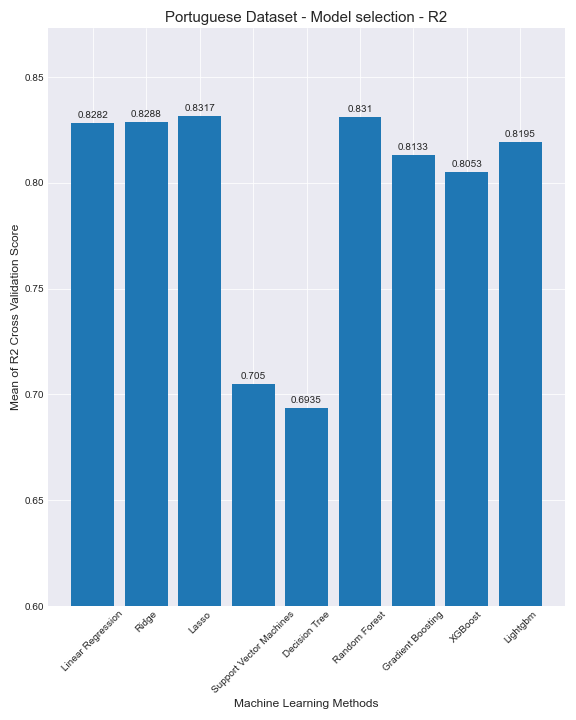 Portuguese Dataset - Model selection - R2
Mean of R2 Cross Validation Score
0.85
0.80
0.75
0.70
0.65
0.60
0.8282
0.8288
0.8317
0.705
0.6935
0.831
0.8133
0.8053
0.8195
Linear Regression
Ridge
Lasso
Support Vector Machines
Decision Tree
Random Forest
Gradient Boosting
XGBoost
Lightgbm
Machine Learning Methods